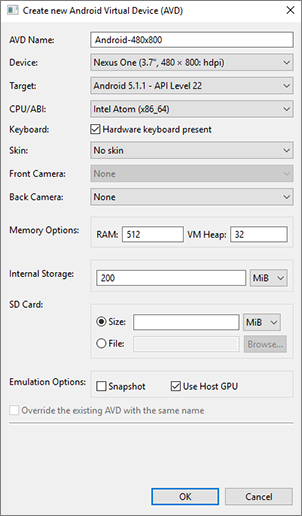 Create new Android Virtual Device (AVD)
AVD Name: Android-480x800
Device: Nexus One (3.7", 480 × 800: hdpi)
Target: Android 5.1.1 - API Level 22
CPU/ABI: Intel Atom (x86_64)
Keyboard: Hardware keyboard present
Skin: No skin
Front Camera: None
Back Camera: None
Memory Options: RAM: 512 VM Heap: 32
Internal Storage: 200 MiB
SD Card:
Size: MiB
File: Browse...
Emulation Options: Snapshot Use Host GPU
Override the existing AVD with the same name
OK Cancel